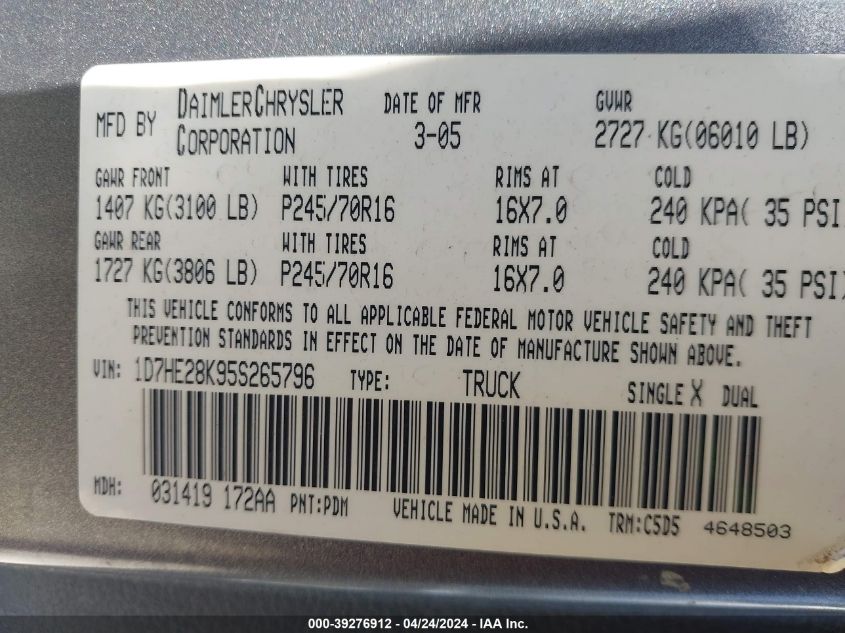 MFD BY DAIMLERCHRYSLER CORPORATION DATE OF MFR 3-05 GVWR 2727 KG(06010 LB)
GAWR FRONT WITH TIRES RIMS AT COLD
1407 KG(3100 LB) P245/70R16 16X7.0 240 KPA( 35 PSI)
GAWR REAR WITH TIRES RIMS AT COLD
1727 KG(3806 LB) P245/70R16 16X7.0 240 KPA( 35 PSI)
THIS VEHICLE CONFORMS TO ALL APPLICABLE FEDERAL MOTOR VEHICLE SAFETY AND THEFT
PREVENTION STANDARDS IN EFFECT ON THE DATE OF MANUFACTURE SHOWN ABOVE.
VIN: 1D7HE28K95S265796 TYPE: TRUCK SINGLE X DUAL
MDH: 031419 172AA PNT:PDM VEHICLE MADE IN U.S.A. TRM:C5D5 4648503
000-39276912 - 04/24/2024 - IAA Inc.